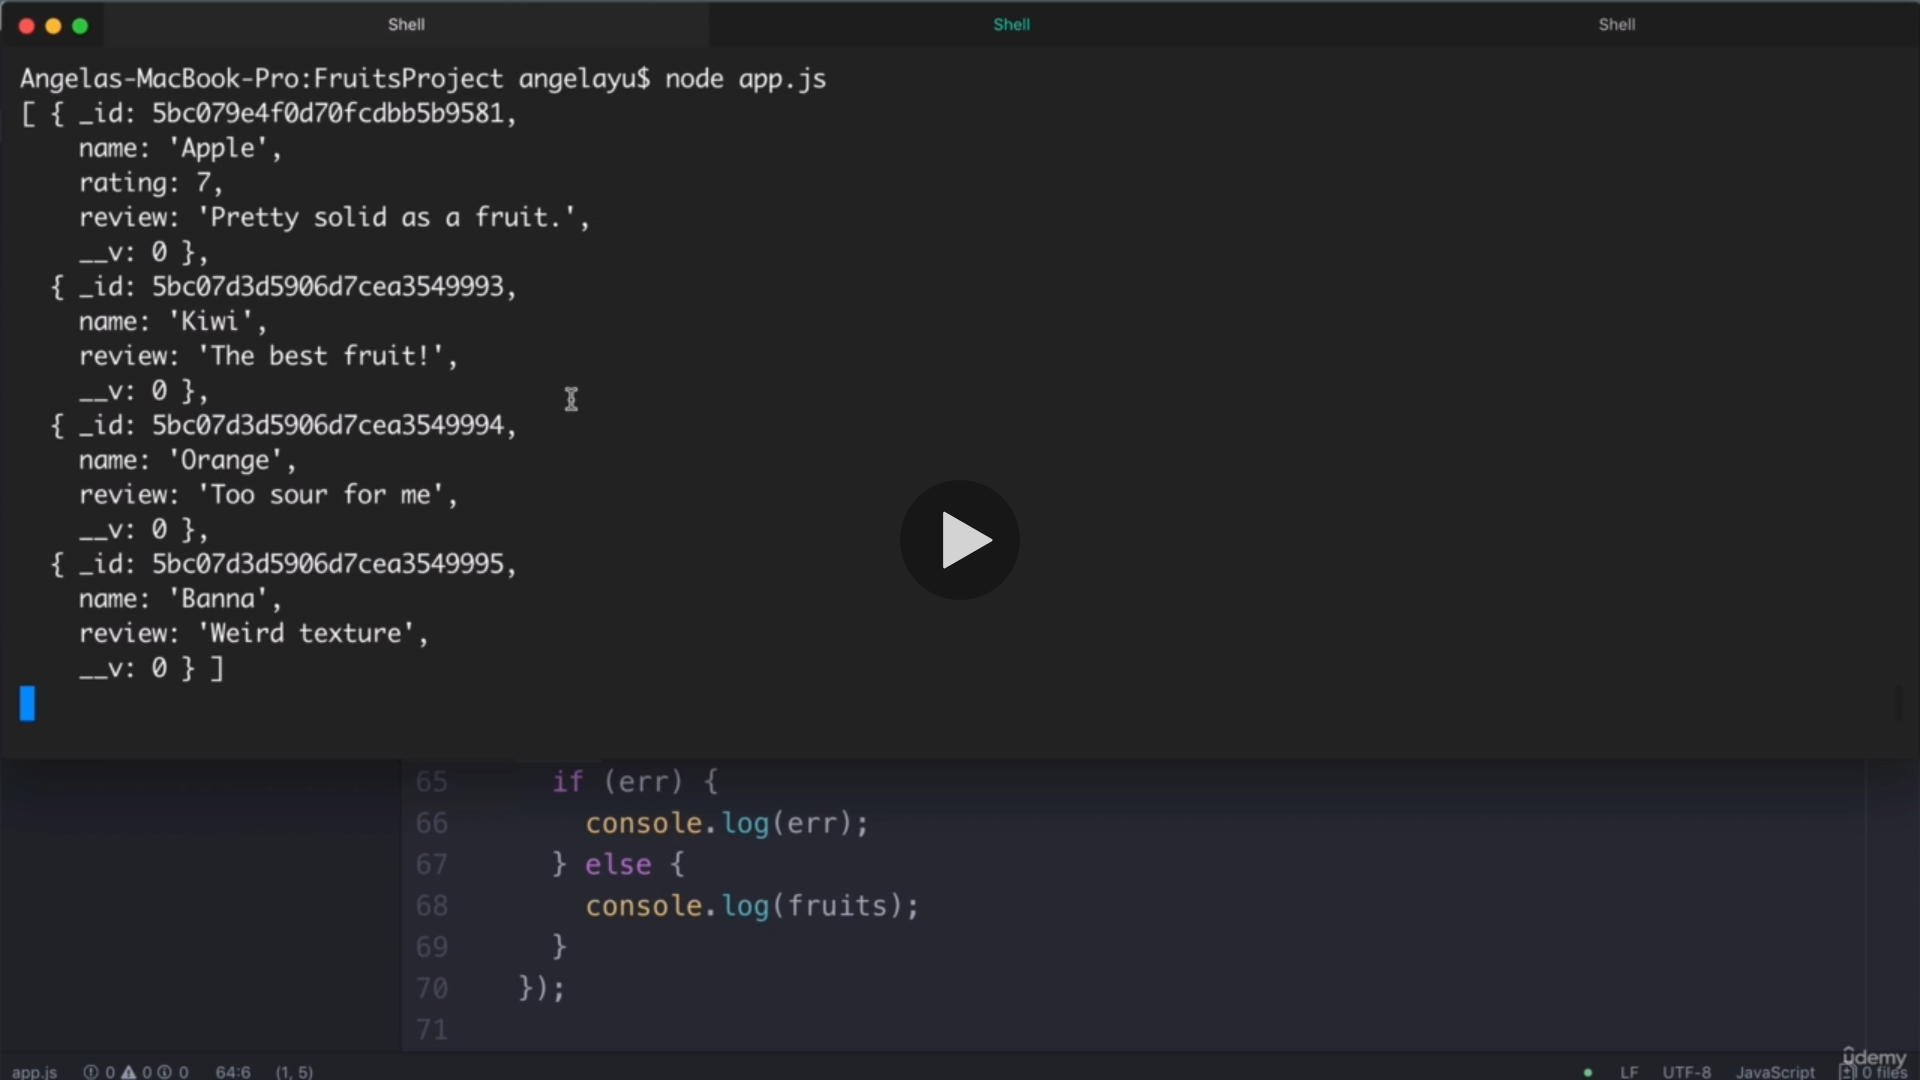 Shell Shell Shell
Angelas-MacBook-Pro:FruitsProject angelayu$ node app.js
[ { _id: 5bc079e4f0d70fcdbb5b9581,
name: 'Apple',
rating: 7,
review: 'Pretty solid as a fruit.',
__v: 0 },
{ _id: 5bc07d3d5906d7cea3549993,
name: 'Kiwi',
review: 'The best fruit!',
__v: 0 },
{ _id: 5bc07d3d5906d7cea3549994,
name: 'Orange',
review: 'Too sour for me',
__v: 0 },
{ _id: 5bc07d3d5906d7cea3549995,
name: 'Banna',
review: 'Weird texture',
__v: 0 } ]
65 if (err) {
66 console.log(err);
67 } else {
68 console.log(fruits);
69 }
70 });
71
udemy
app.js 0 0 0 64:6 (1, 5) LF UTF-8 JavaScript 0 files